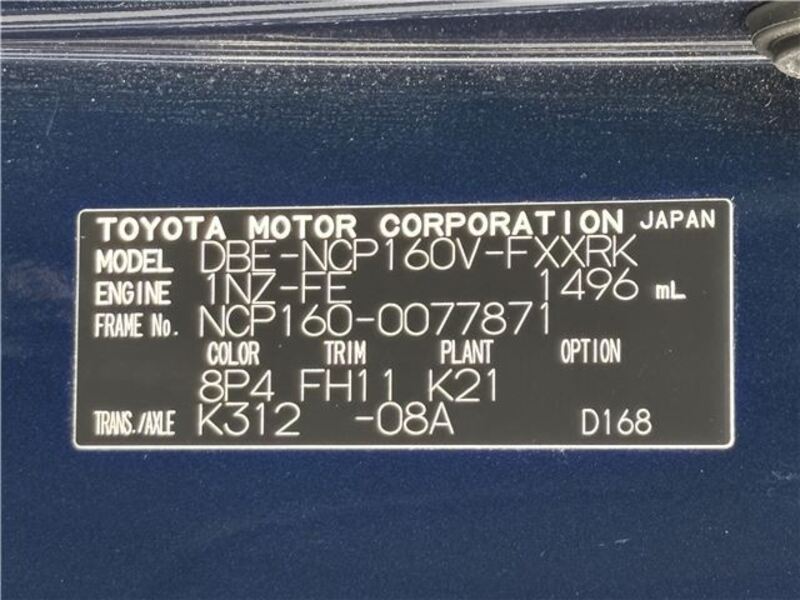 TOYOTA MOTOR CORPORATION JAPAN
MODEL DBE-NCP160V-FXXRK
ENGINE 1NZ-FE 1496 mL
FRAME No. NCP160-0077871
COLOR TRIM PLANT OPTION
8P4 FH11 K21
TRANS./AXLE K312 -08A D168